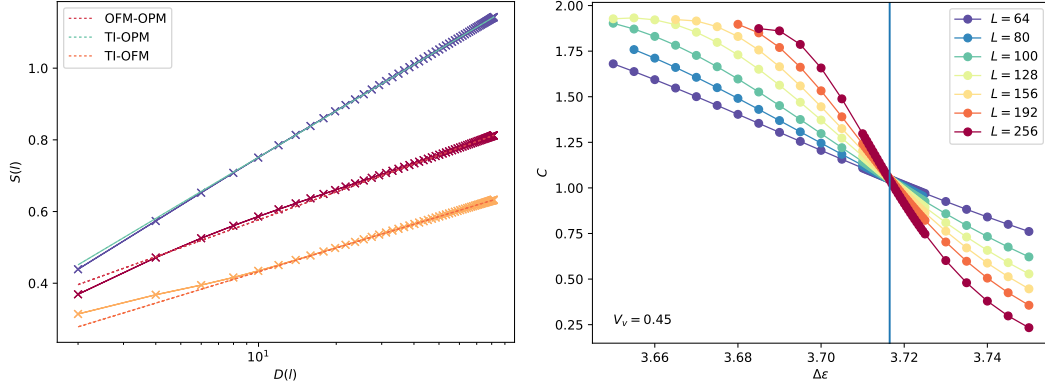 OFM-OPM
TI-OPM
TI-OFM
1.0
0.8
0.6
0.4
S(l)
10¹
D(l)
2.00
1.75
1.50
1.25
1.00
0.75
0.50
0.25
C
L = 64
L = 80
L = 100
L = 128
L = 156
L = 192
L = 256
V_v = 0.45
3.66
3.68
3.70
3.72
3.74
Δε